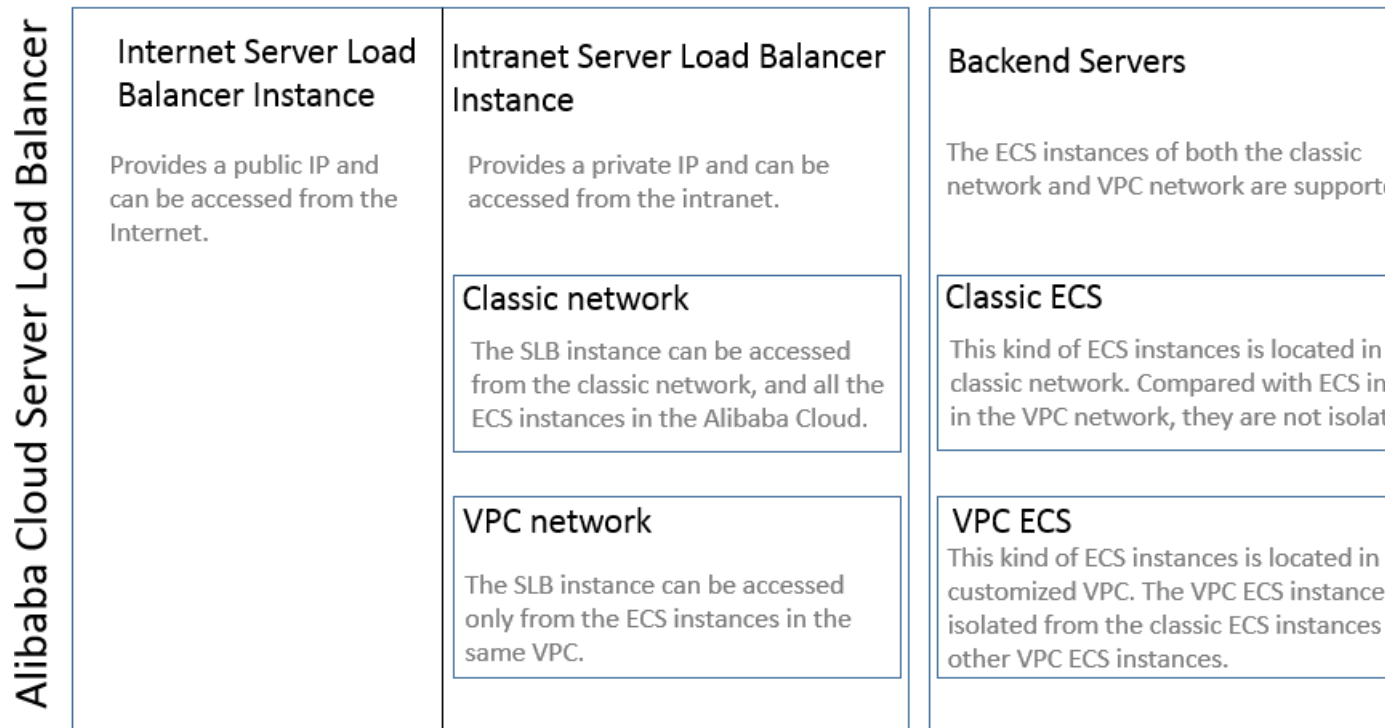 Alibaba Cloud Server Load Balancer
Internet Server Load
Balancer Instance
Provides a public IP and
can be accessed from the
Internet.
Intranet Server Load Balancer
Instance
Provides a private IP and can be
accessed from the intranet.
Classic network
The SLB instance can be accessed
from the classic network, and all the
ECS instances in the Alibaba Cloud.
VPC network
The SLB instance can be accessed
only from the ECS instances in the
same VPC.
Backend Servers
The ECS instances of both the classic
network and VPC network are
Classic ECS
This kind of ECS instances is located in
classic network. Compared with ECS
in the VPC network, they are not
VPC ECS
This kind of ECS instances is located in
customized VPC. The VPC ECS instance
isolated from the classic ECS instances
other VPC ECS instances.